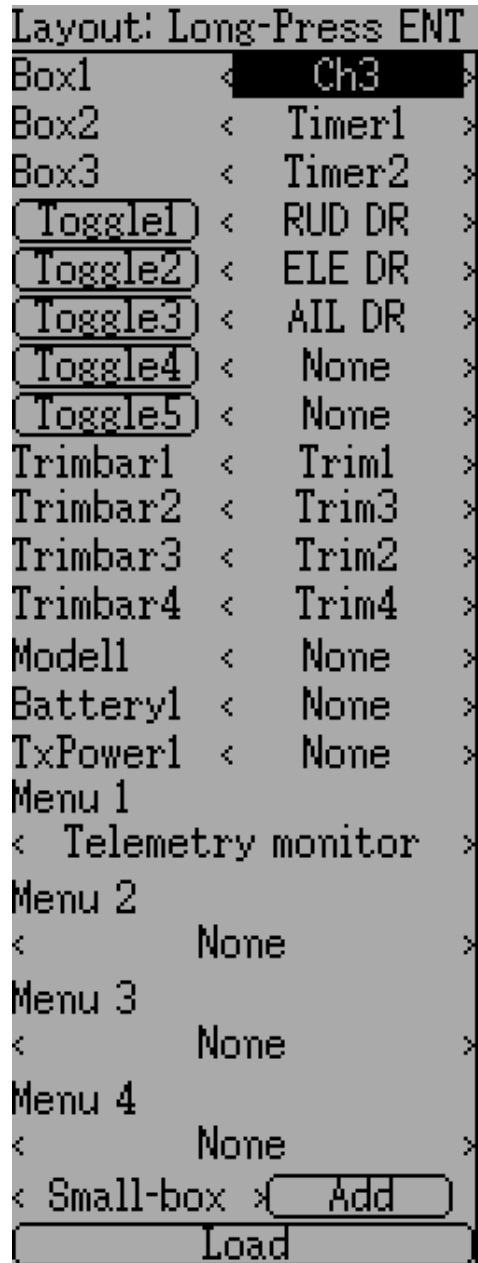 Layout: Long-Press ENT
Box1 < Ch3 >
Box2 < Timer1 >
Box3 < Timer2 >
Toggle1 < RUD DR >
Toggle2 < ELE DR >
Toggle3 < AIL DR >
Toggle4 < None >
Toggle5 < None >
Trimbar1 < Trim1 >
Trimbar2 < Trim3 >
Trimbar3 < Trim2 >
Trimbar4 < Trim4 >
Model1 < None >
Battery1 < None >
TxPower1 < None >
Menu 1
< Telemetry monitor >
Menu 2
< None >
Menu 3
< None >
Menu 4
< None >
< Small-box > Add
Load